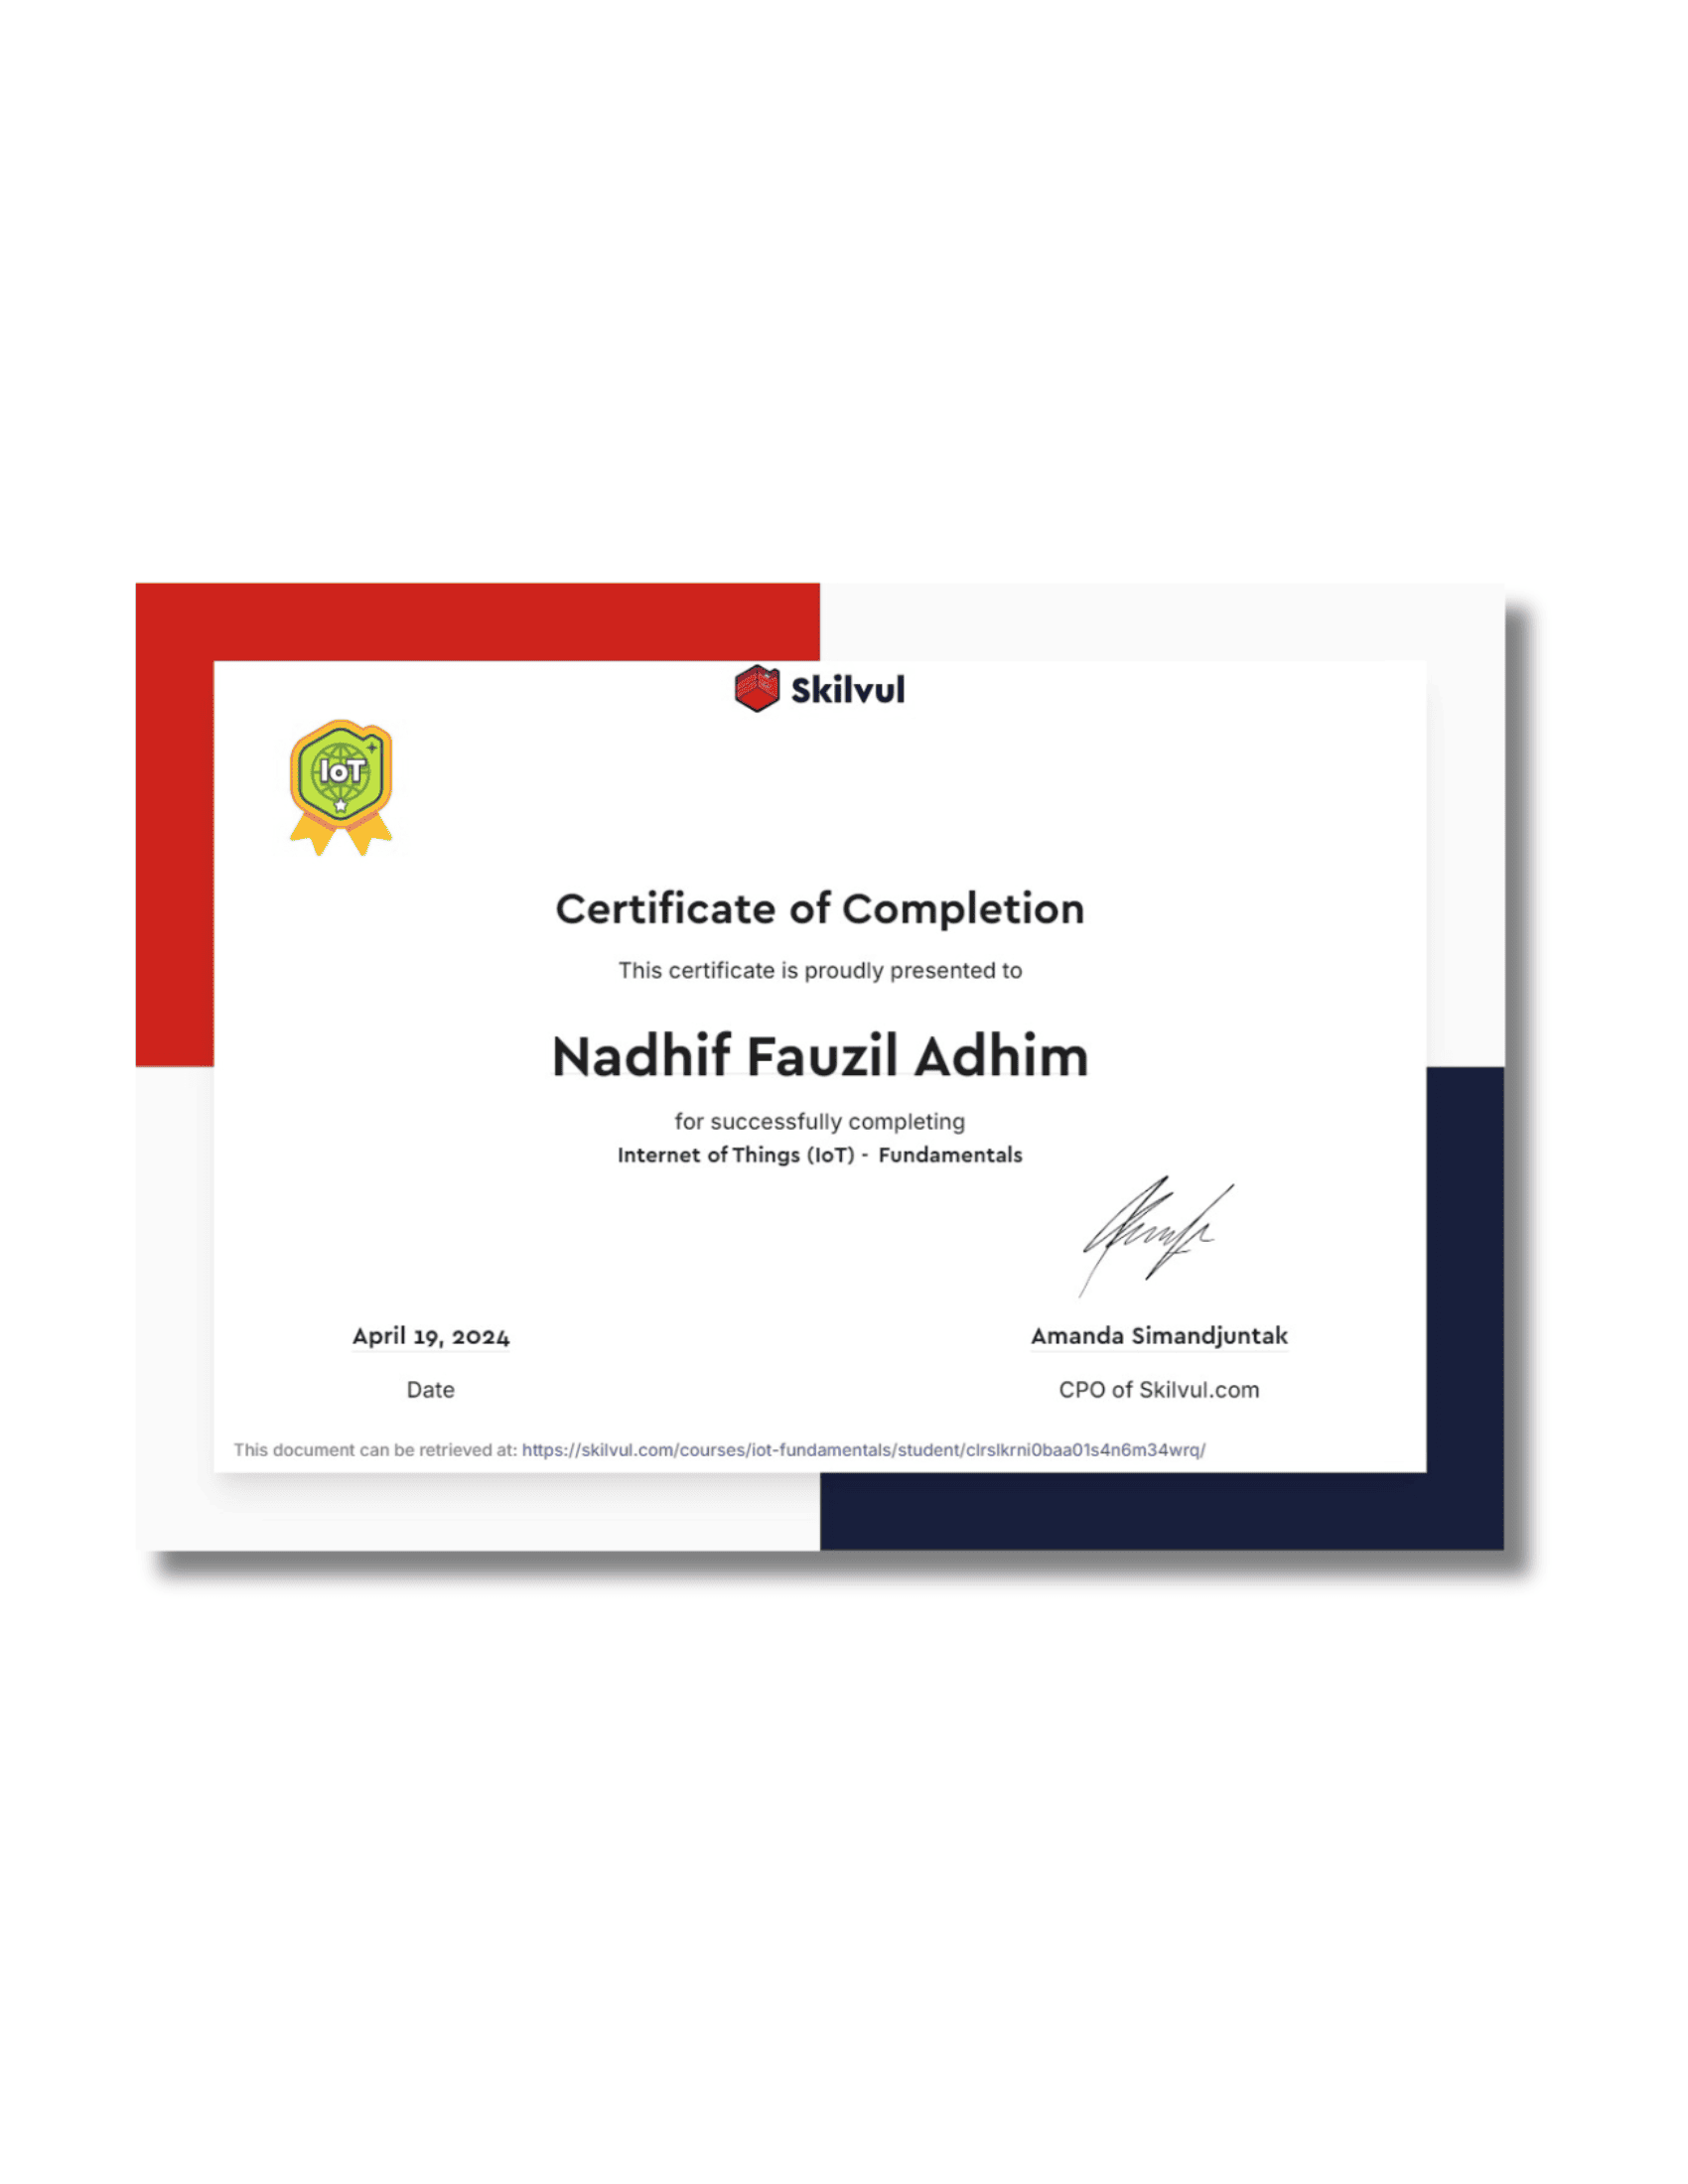 Skilvul
IoT
Certificate of Completion
This certificate is proudly presented to
Nadhif Fauzil Adhim
for successfully completing
Internet of Things (IoT) - Fundamentals
April 19, 2024
Amanda Simandjuntak
Date
CPO of Skilvul.com
This document can be retrieved at: https://skilvul.com/courses/iot-fundamentals/student/clrslkrni0baa01s4n6m34wrq/